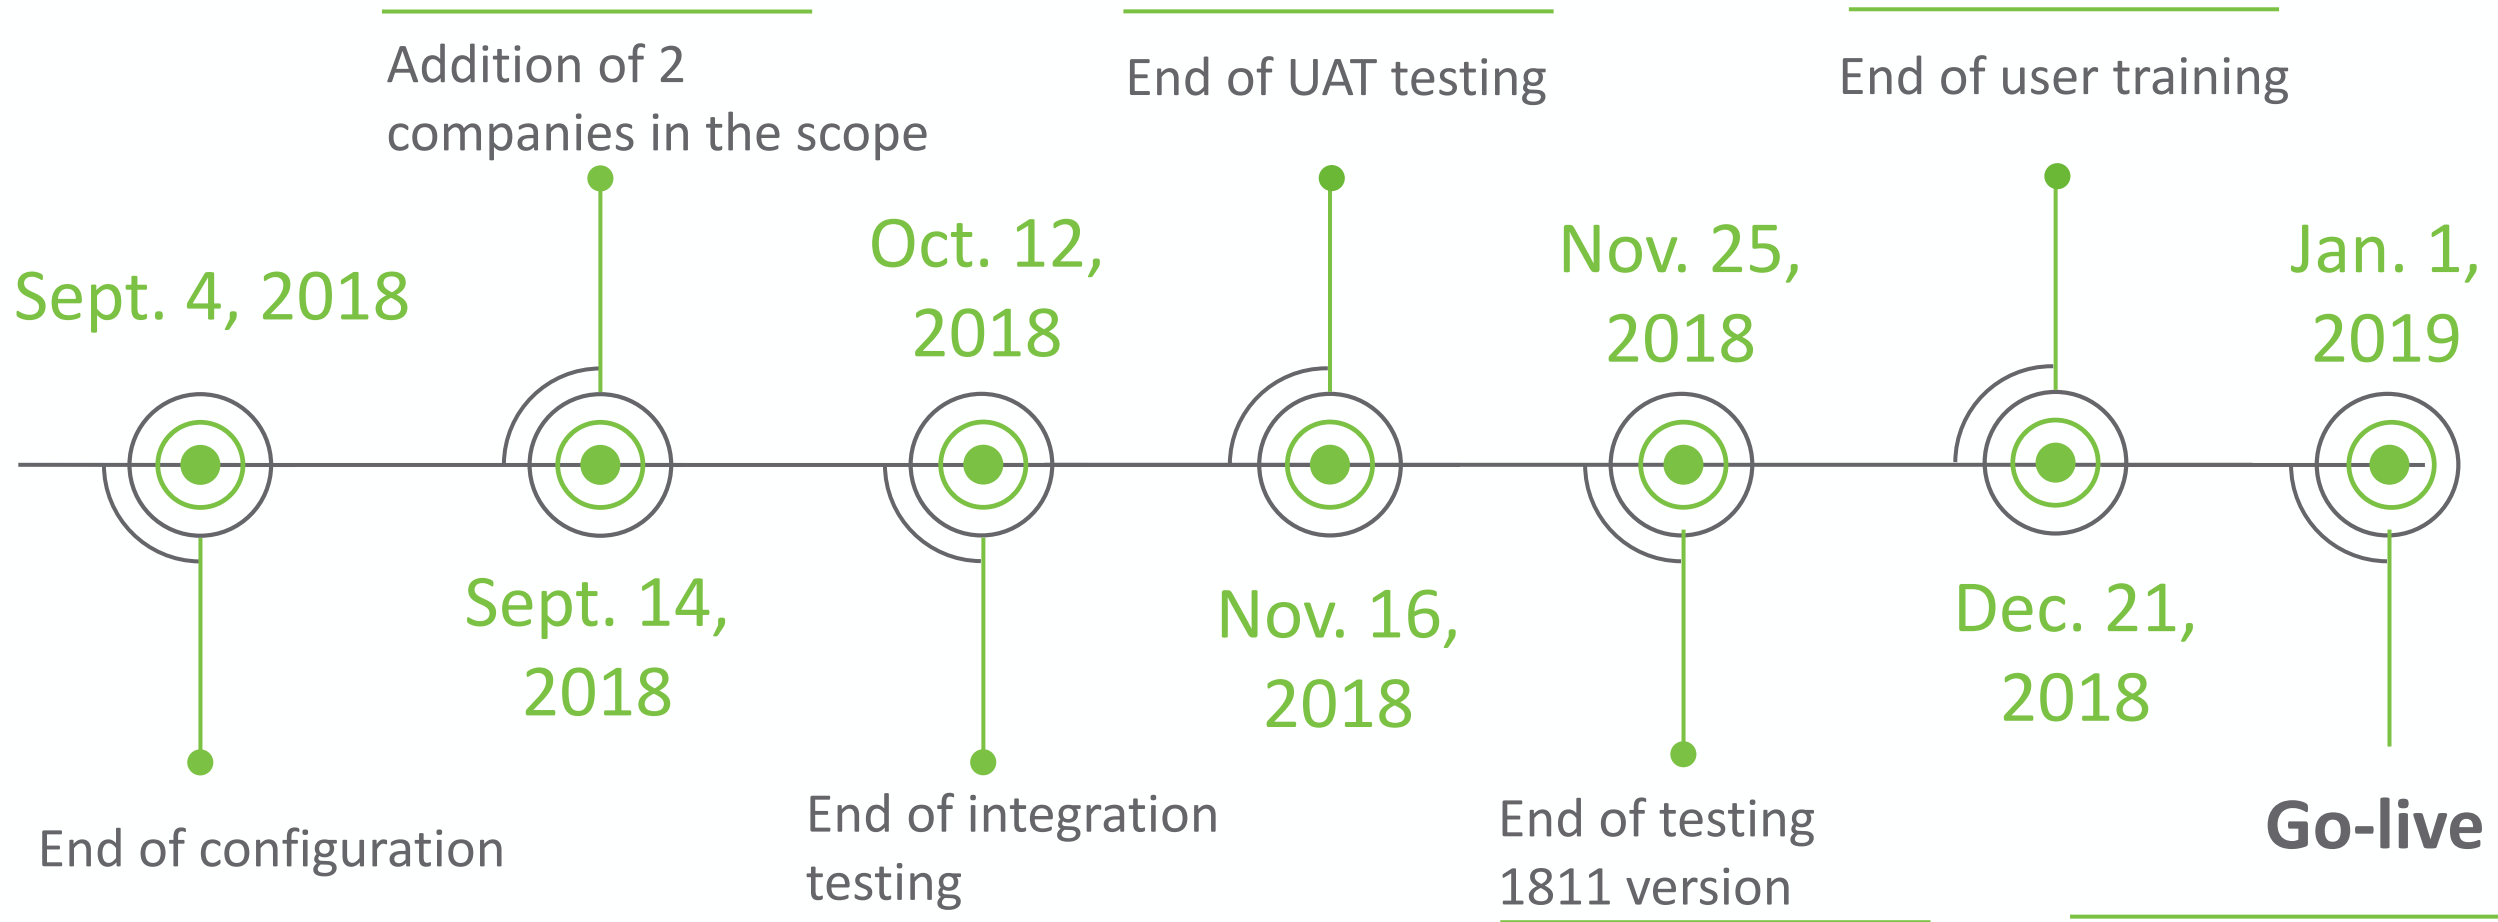 Sept. 4, 2018
End of configuration
Addition of 2
companies in the scope
Sept. 14,
2018
Oct. 12,
2018
End of integration
testing
End of UAT testing
Nov. 16,
2018
Nov. 25,
2018
End of testing
1811 version
End of user training
Dec. 21,
2018
Jan. 1,
2019
Go-live